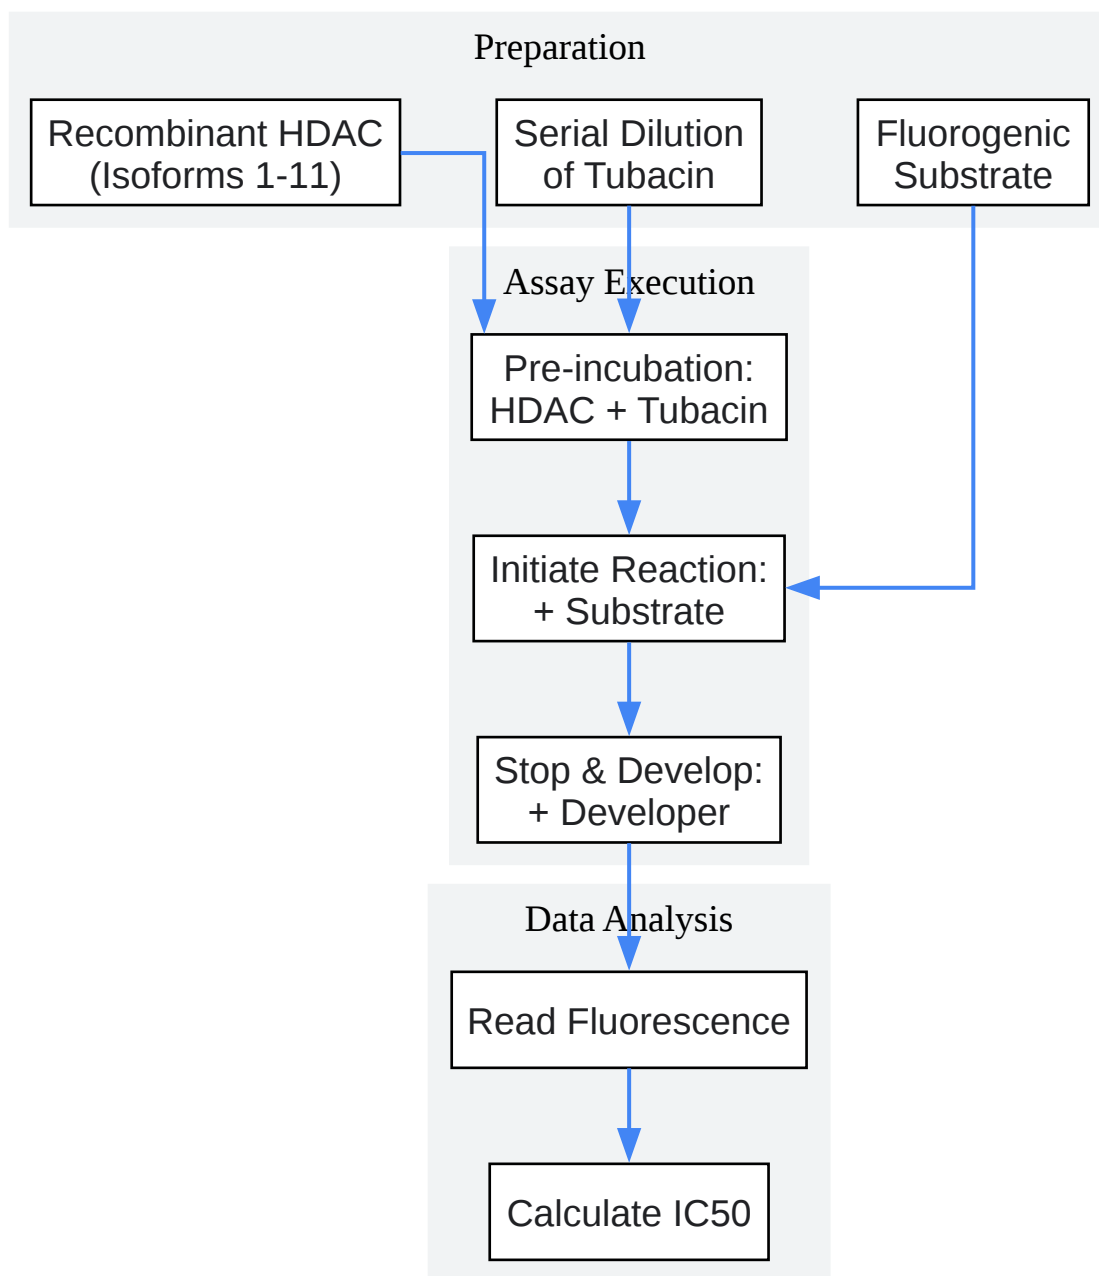 Preparation
Recombinant HDAC
(Isoforms 1-11)
Serial Dilution
of Tubacin
Fluorogenic
Substrate
Assay Execution
Pre-incubation:
HDAC + Tubacin
Initiate Reaction:
+ Substrate
Stop & Develop:
+ Developer
Data Analysis
Read Fluorescence
Calculate IC50